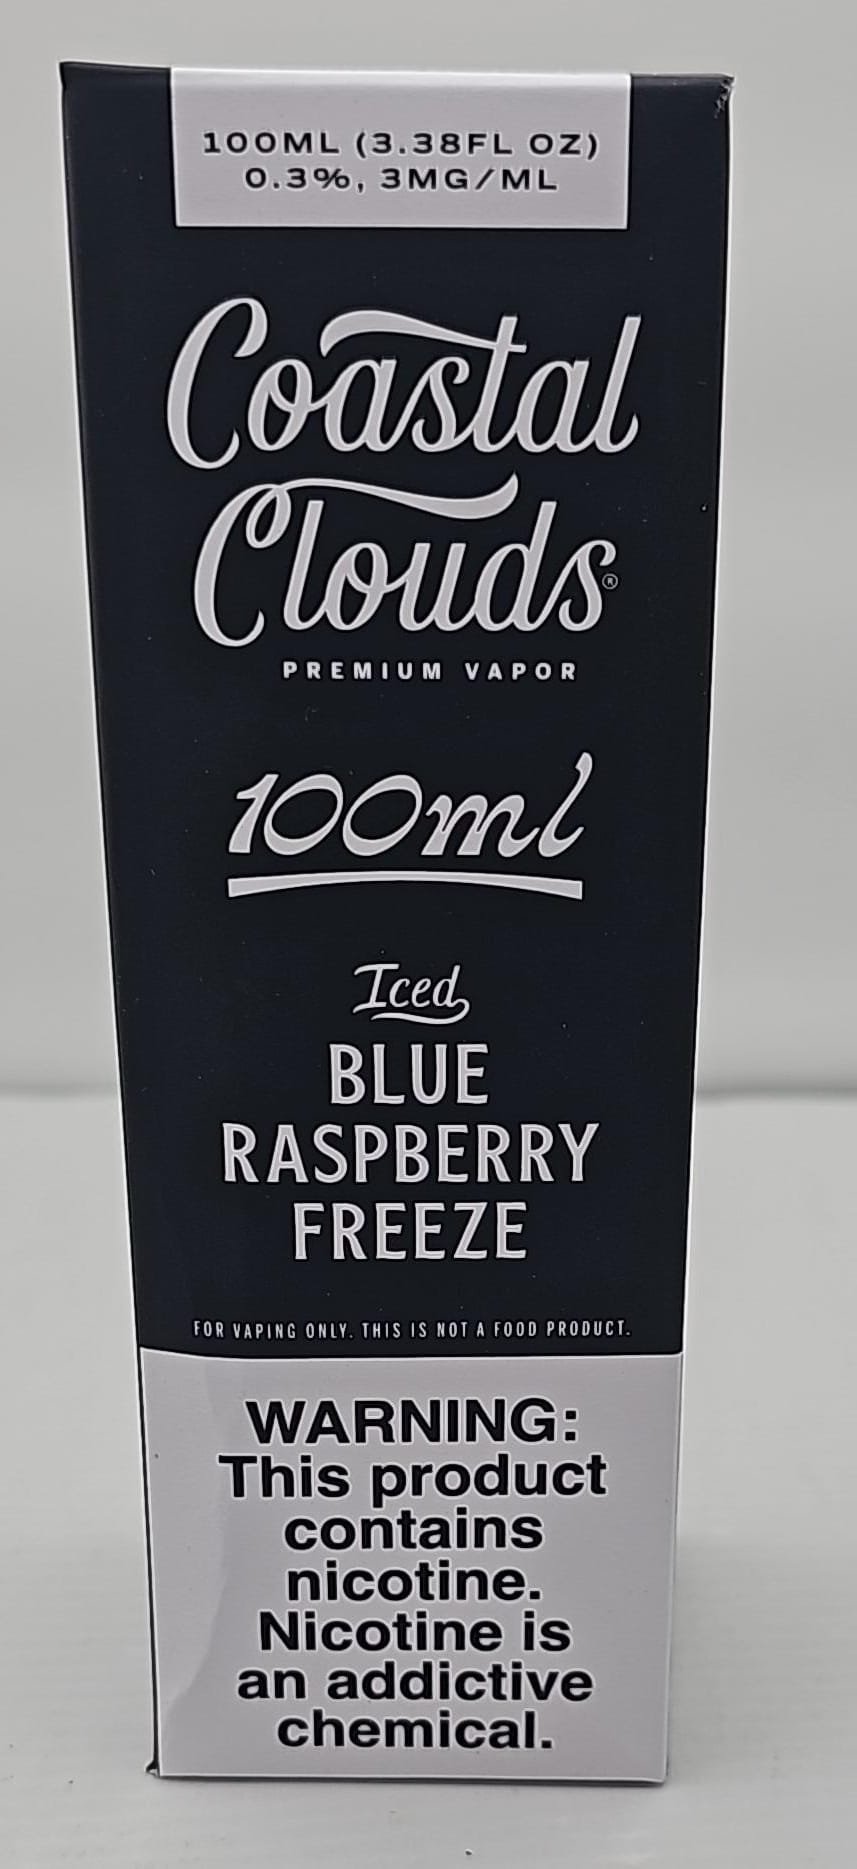 100ML (3.38FL OZ)
0.3%, 3MG/ML
Coastal
Clouds®
PREMIUM VAPOR
100ml
Iced
BLUE
RASPBERRY
FREEZE
FOR VAPING ONLY. THIS IS NOT A FOOD PRODUCT.
WARNING:
This product
contains
nicotine.
Nicotine is
an addictive
chemical.